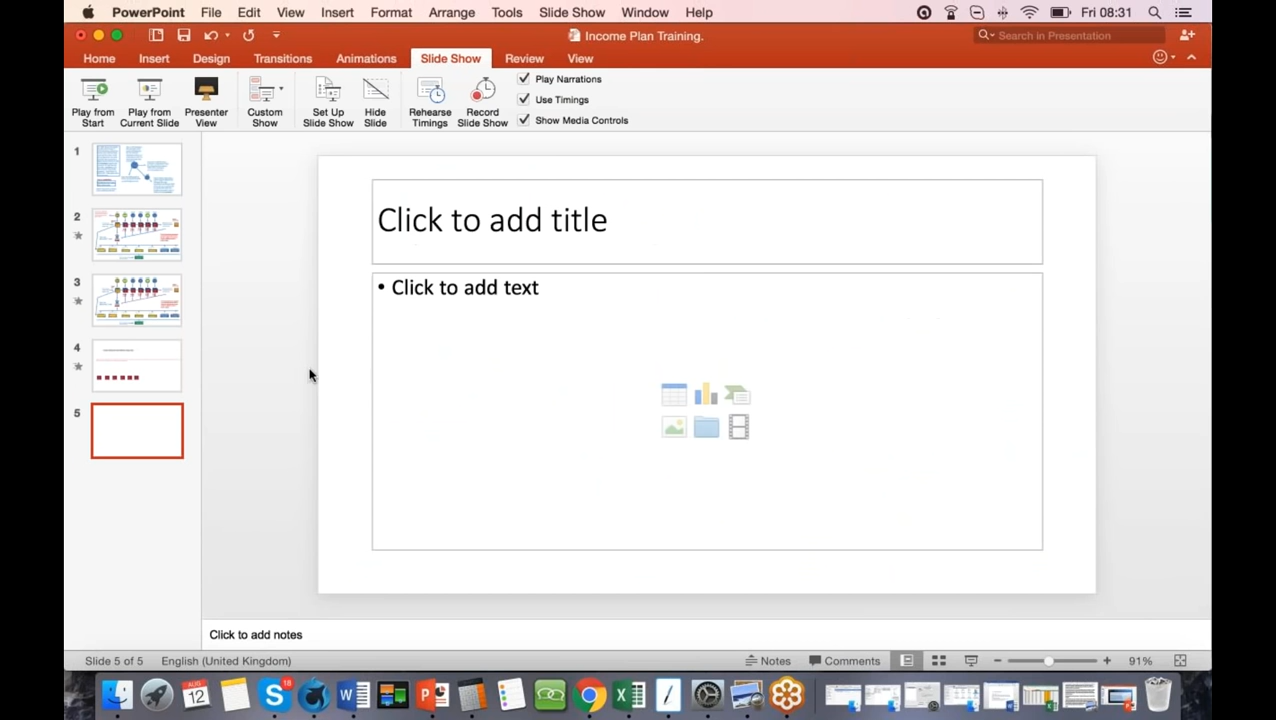 PowerPoint File Edit View Insert Format Arrange Tools Slide Show Window Help Fri 08:31
Income Plan Training. Search in Presentation
Home Insert Design Transitions Animations Slide Show Review View
Play from Start
Play from Current Slide
Presenter View
Custom Show
Set Up Slide Show
Hide Slide
Rehearse Timings
Record Slide Show
Play Narrations
Use Timings
Show Media Controls
1
2
3
4
5
Click to add title
• Click to add text
Click to add notes
Slide 5 of 5 English (United Kingdom) Notes Comments 91%
AUG
12
18